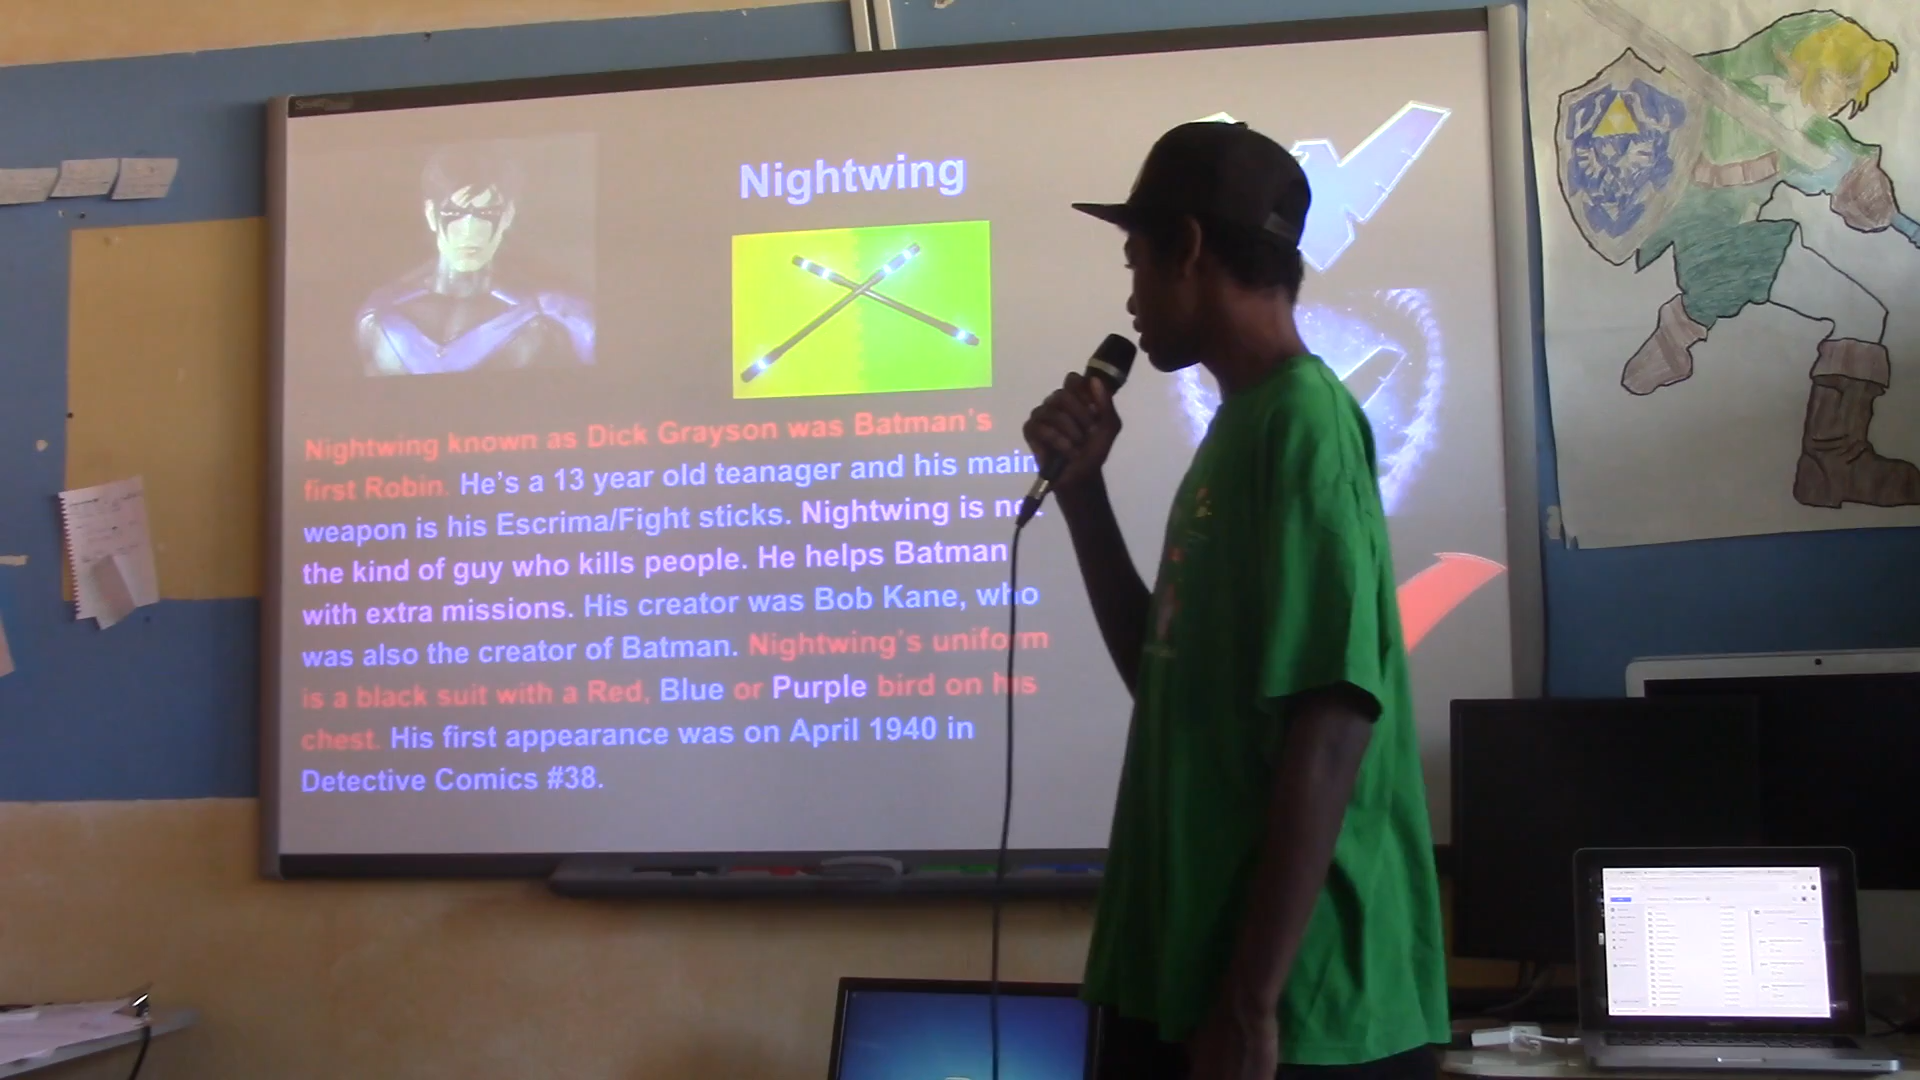 Nightwing
Nightwing known as Dick Grayson was Batman's
first Robin. He's a 13 year old teanager and his main
weapon is his Escrima/Fight sticks. Nightwing is not
the kind of guy who kills people. He helps Batman
with extra missions. His creator was Bob Kane, who
was also the creator of Batman. Nightwing's uniform
is a black suit with a Red, Blue or Purple bird on his
chest. His first appearance was on April 1940 in
Detective Comics #38.